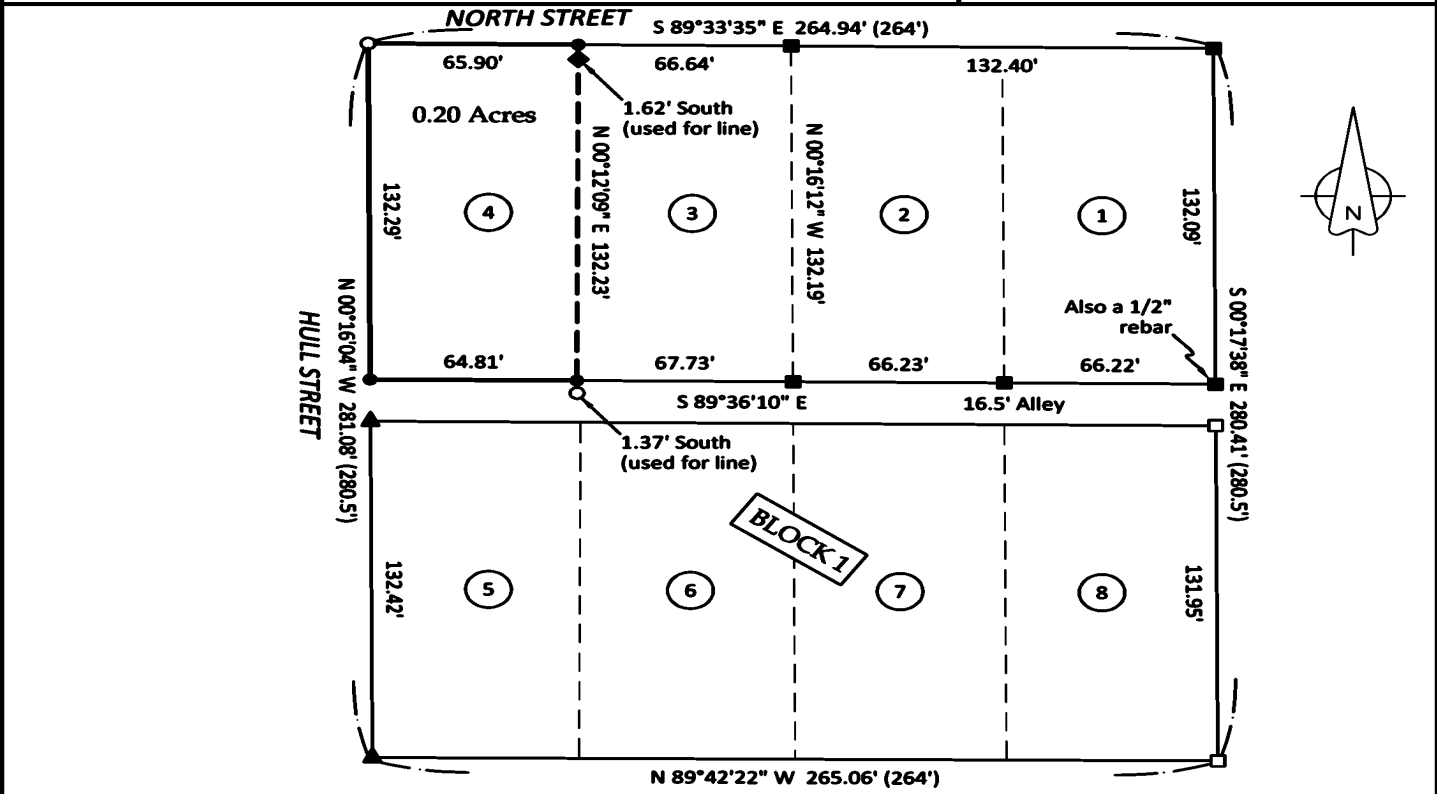 NORTH STREET
S 89°33'35" E 264.94' (264')
65.90'
66.64'
132.40'
0.20 Acres
1.62' South
(used for line)
N 00°12'09" E 132.23'
N 00°16'12" W 132.19'
132.29'
4
3
2
1
132.09'
N
Also a 1/2"
rebar
HULL STREET
N 00°16'04" W 281.08' (280.5')
S 00°17'38" E 280.41' (280.5')
64.81'
67.73'
66.23'
66.22'
S 89°36'10" E
16.5' Alley
1.37' South
(used for line)
BLOCK 1
132.42'
5
6
7
8
131.95'
N 89°42'22" W 265.06' (264')